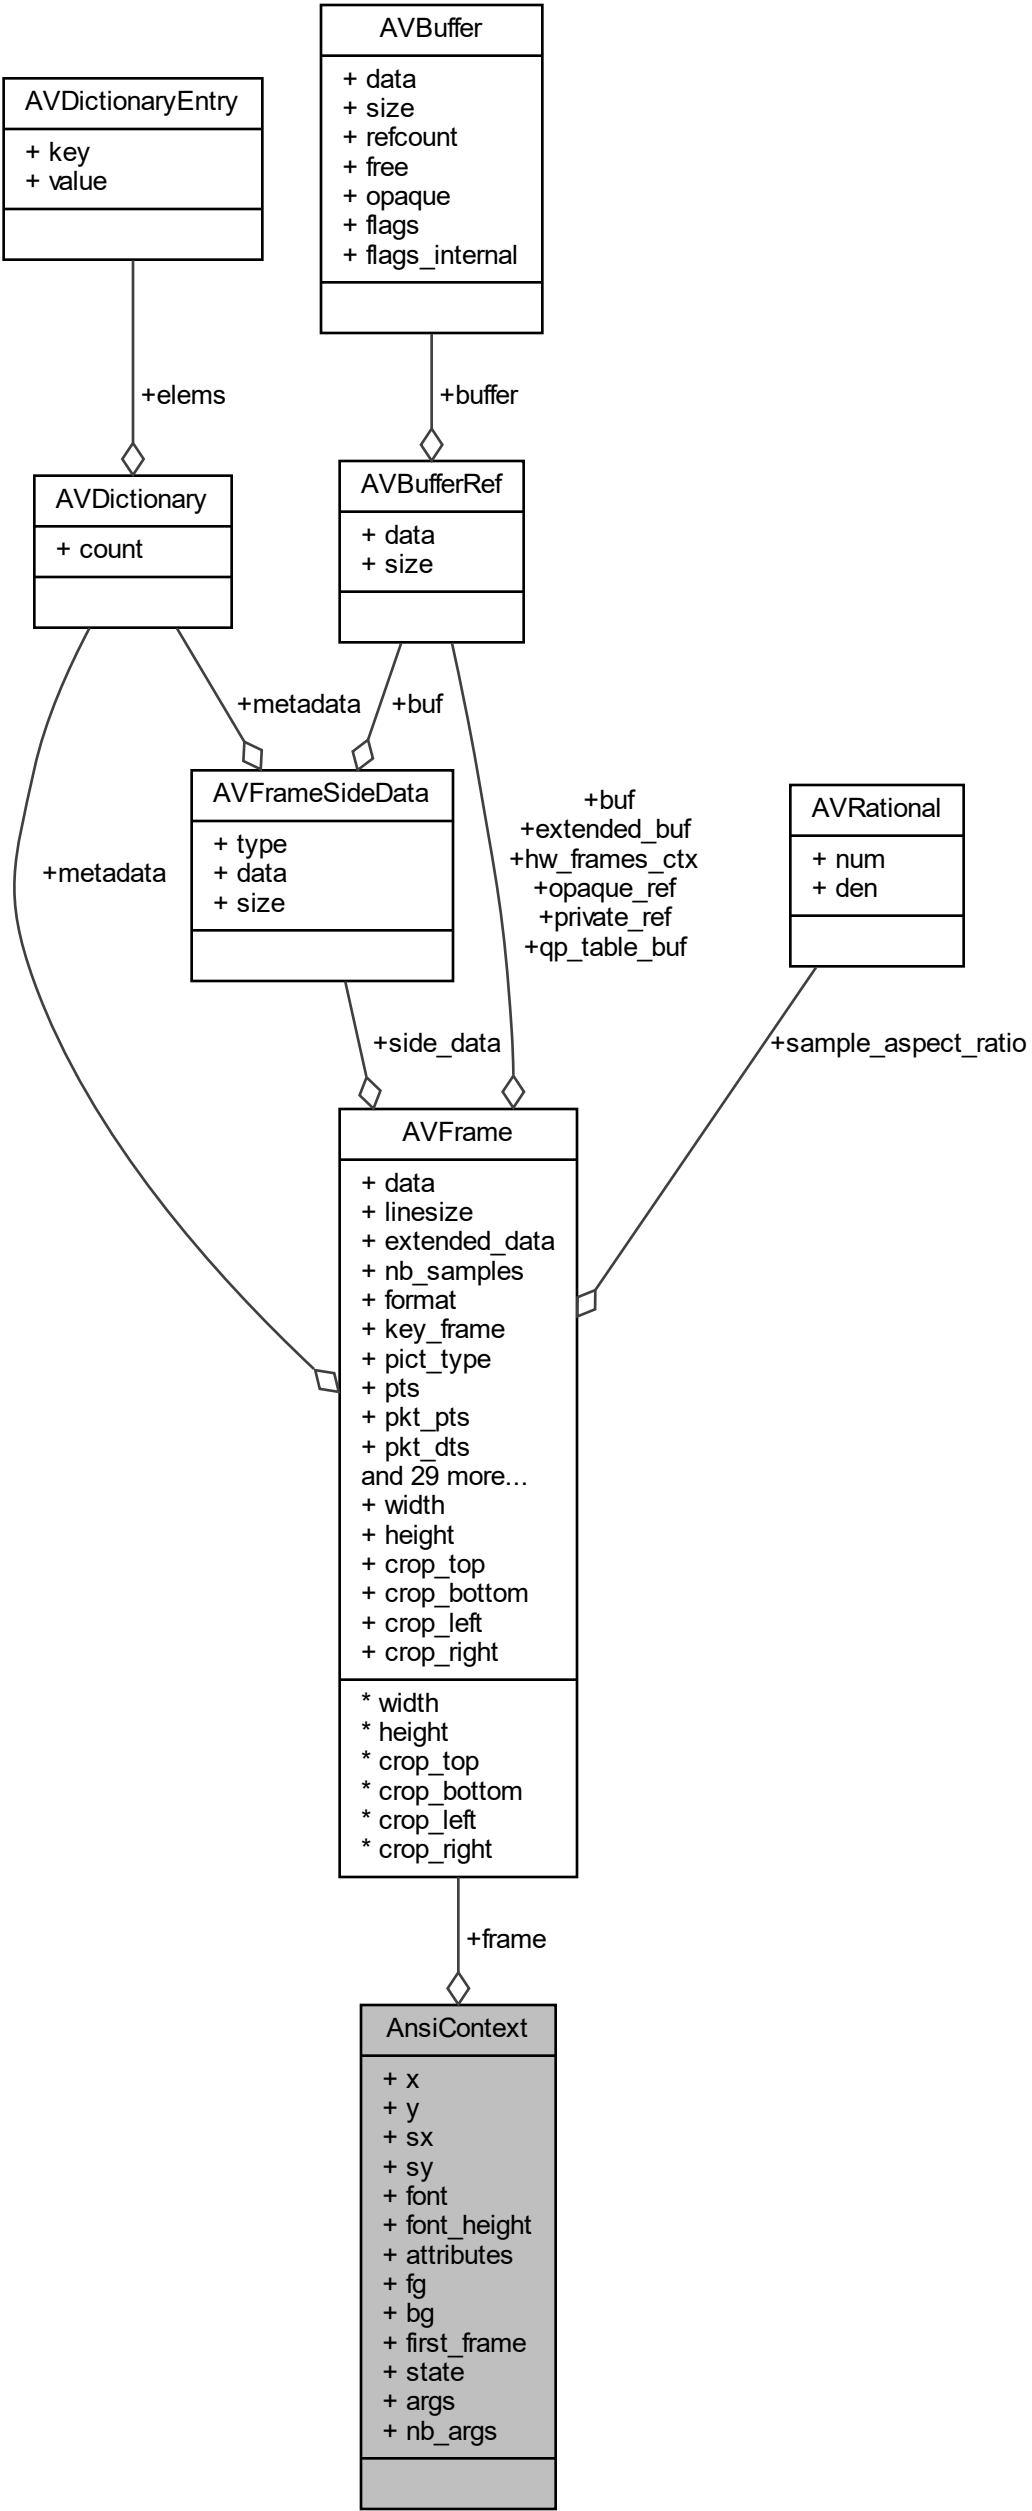 AVBuffer
+ data
+ size
+ refcount
+ free
+ opaque
+ flags
+ flags_internal
AVDictionaryEntry
+ key
+ value
+elems
+buffer
AVDictionary
+ count
AVBufferRef
+ data
+ size
+metadata
+buf
AVFrameSideData
+ type
+ data
+ size
+metadata
+buf
+extended_buf
+hw_frames_ctx
+opaque_ref
+private_ref
+qp_table_buf
AVRational
+ num
+ den
+side_data
+sample_aspect_ratio
AVFrame
+ data
+ linesize
+ extended_data
+ nb_samples
+ format
+ key_frame
+ pict_type
+ pts
+ pkt_pts
+ pkt_dts
and 29 more...
+ width
+ height
+ crop_top
+ crop_bottom
+ crop_left
+ crop_right
* width
* height
* crop_top
* crop_bottom
* crop_left
* crop_right
+frame
AnsiContext
+ x
+ y
+ sx
+ sy
+ font
+ font_height
+ attributes
+ fg
+ bg
+ first_frame
+ state
+ args
+ nb_args